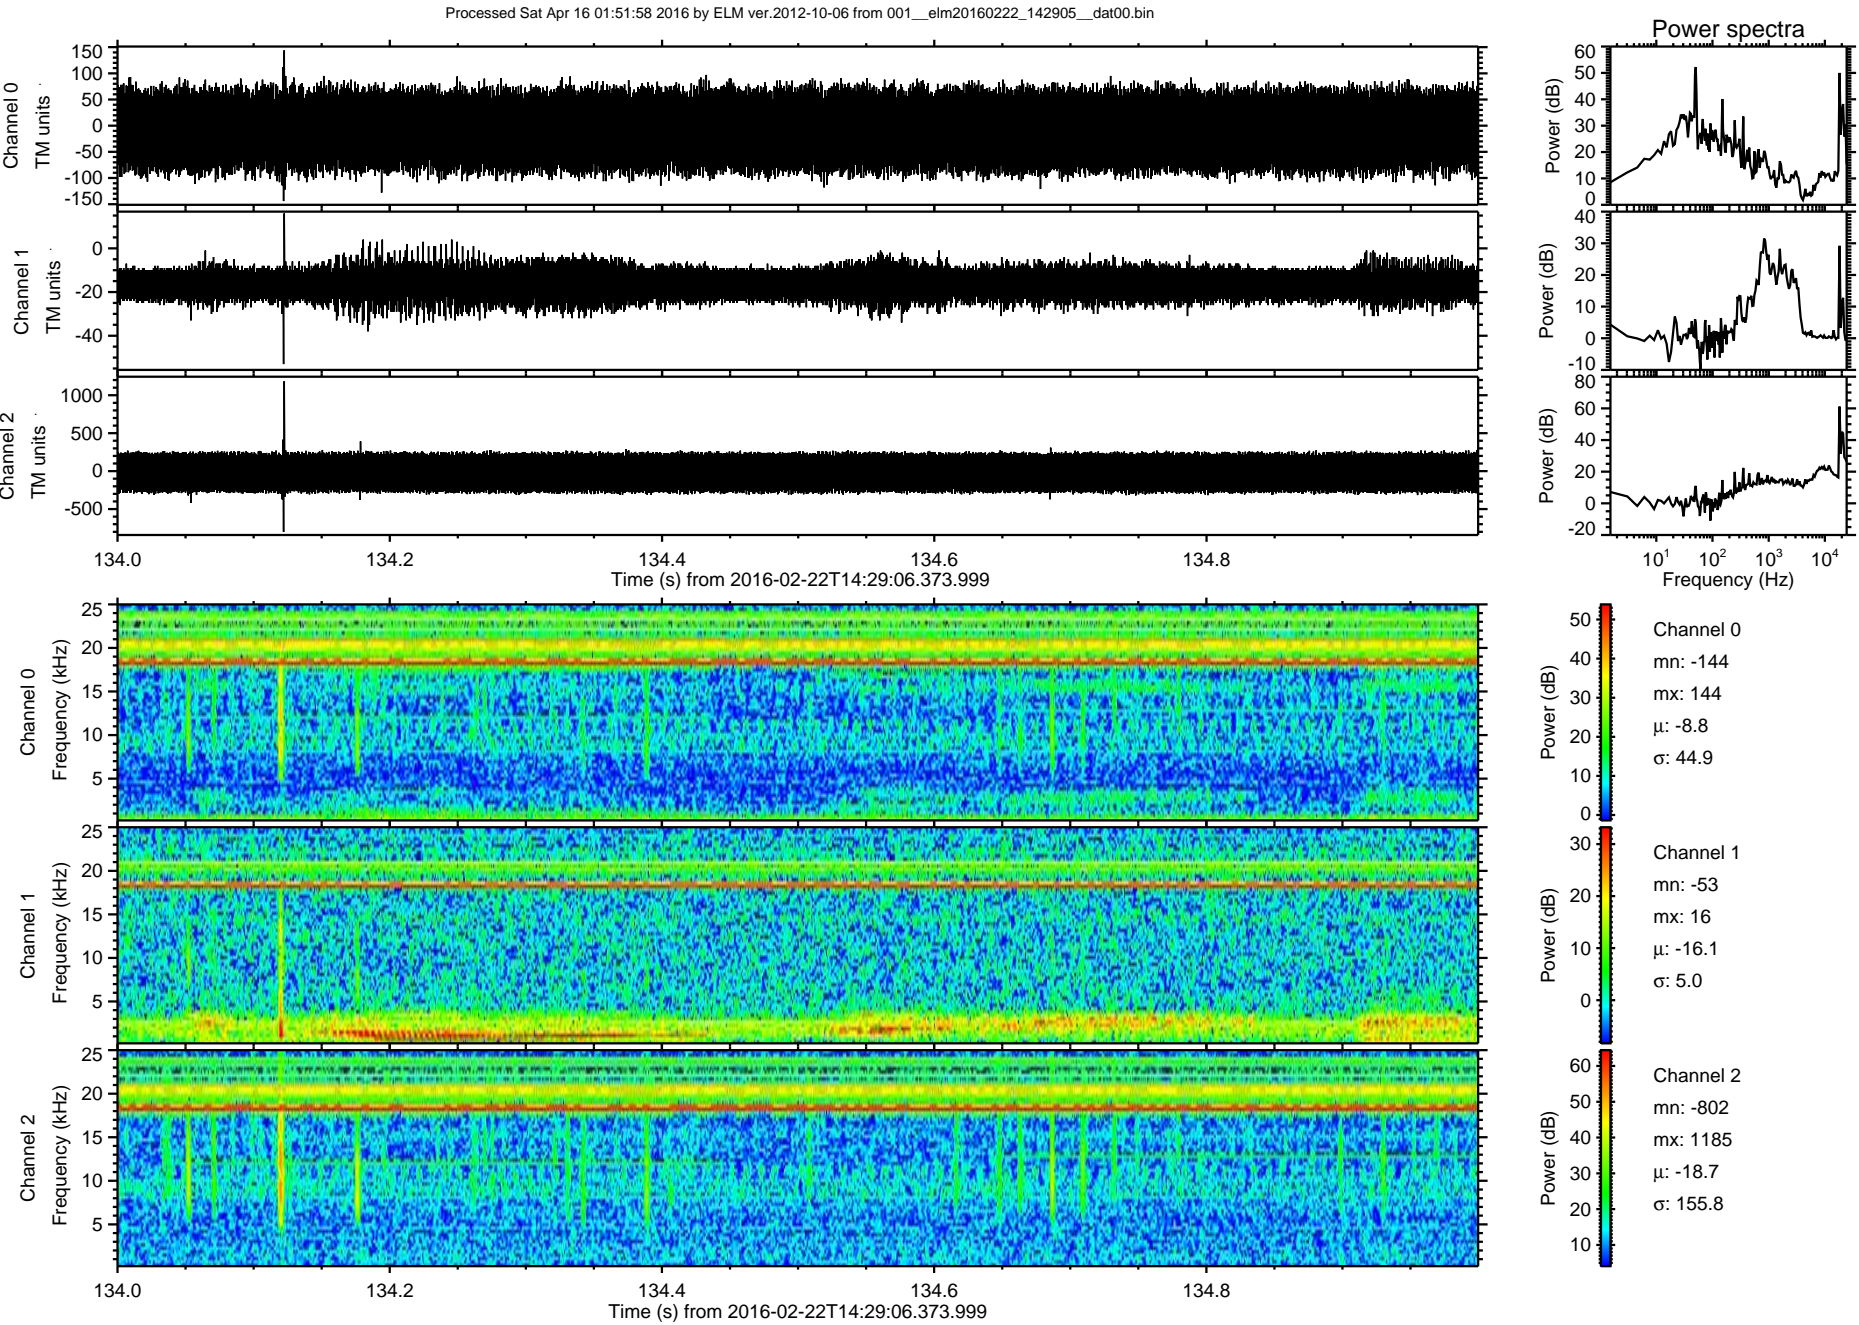 Processed Sat Apr 16 01:51:58 2016 by ELM ver.2012-10-06 from 001__elm20160222_142905__dat00.bin
Power spectra
Channel 0
TM units
150
100
50
0
-50
-100
-150
Power (dB)
60
50
40
30
20
10
0
Channel 1
TM units
0
-20
-40
Power (dB)
40
30
20
10
0
-10
Channel 2
TM units
1000
500
0
-500
Power (dB)
80
60
40
20
0
-20
134.0 134.2 134.4 134.6 134.8
Time (s) from 2016-02-22T14:29:06.373.999
10¹ 10² 10³ 10⁴
Frequency (Hz)
Channel 0
Frequency (kHz)
25
20
15
10
5
Power (dB)
50
40
30
20
10
0
Channel 0
mn: -144
mx: 144
μ: -8.8
σ: 44.9
Channel 1
Frequency (kHz)
25
20
15
10
5
Power (dB)
30
20
10
0
Channel 1
mn: -53
mx: 16
μ: -16.1
σ: 5.0
Channel 2
Frequency (kHz)
25
20
15
10
5
Power (dB)
60
50
40
30
20
10
Channel 2
mn: -802
mx: 1185
μ: -18.7
σ: 155.8
134.0 134.2 134.4 134.6 134.8
Time (s) from 2016-02-22T14:29:06.373.999